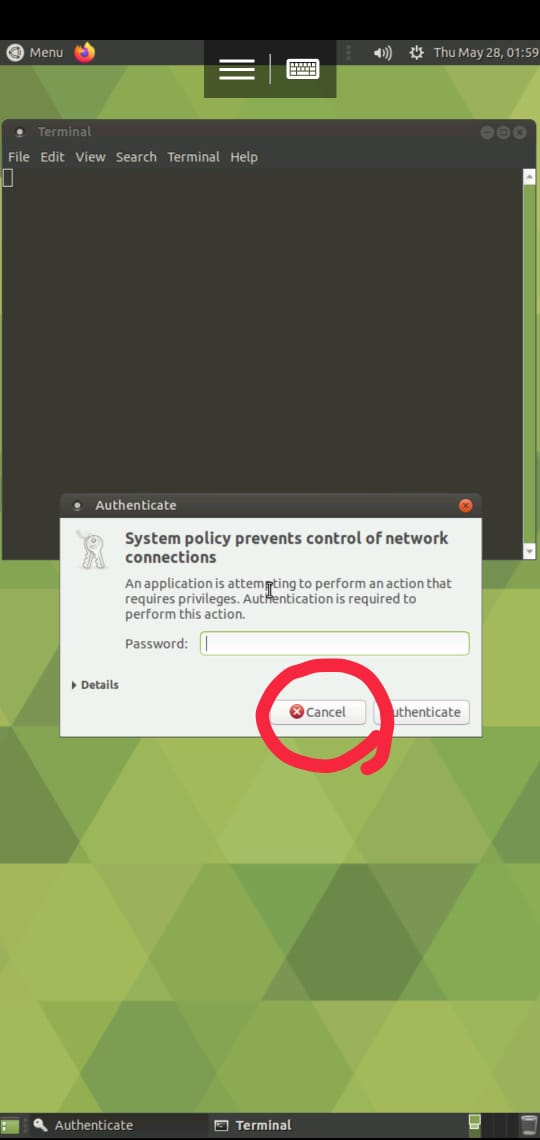 Menu
Thu May 28, 01:59
Terminal
File Edit View Search Terminal Help
Authenticate
System policy prevents control of network
connections
An application is attempting to perform an action that
requires privileges. Authentication is required to
perform this action.
Password:
Details
Cancel
uthenticate
Authenticate
Terminal